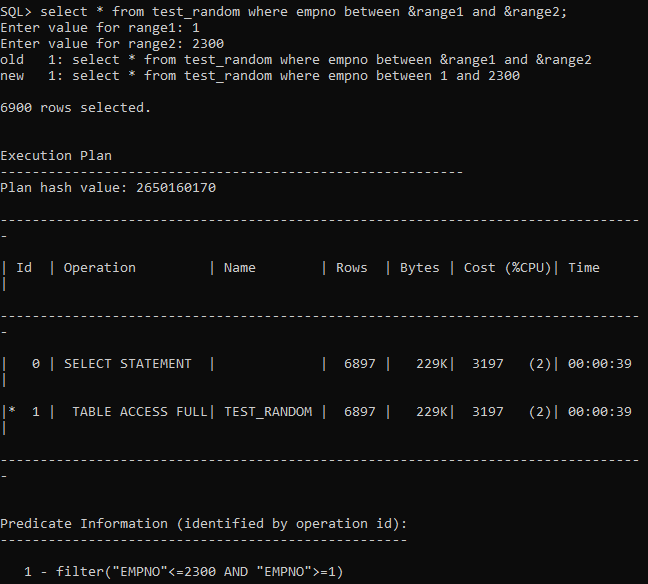 SQL> select * from test_random where empno between &range1 and &range2;
Enter value for range1: 1
Enter value for range2: 2300
old   1: select * from test_random where empno between &range1 and &range2
new   1: select * from test_random where empno between 1 and 2300
6900 rows selected.
Execution Plan
----------------------------------------------------------
Plan hash value: 2650160170
--------------------------------------------------------------------------------
-
| Id  | Operation         | Name        | Rows  | Bytes | Cost (%CPU)| Time
|
--------------------------------------------------------------------------------
-
|   0 | SELECT STATEMENT  |             |  6897 |   229K|  3197   (2)| 00:00:39
|
|*  1 |  TABLE ACCESS FULL| TEST_RANDOM |  6897 |   229K|  3197   (2)| 00:00:39
|
--------------------------------------------------------------------------------
-
Predicate Information (identified by operation id):
---------------------------------------------------
   1 - filter("EMPNO"<=2300 AND "EMPNO">=1)